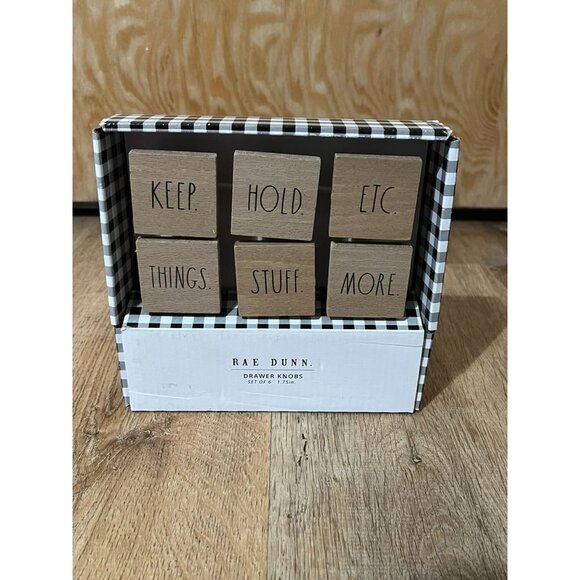 KEEP. HOLD. ETC.
THINGS. STUFF. MORE.
RAE DUNN.
DRAWER KNOBS
SET OF 6 1.75in